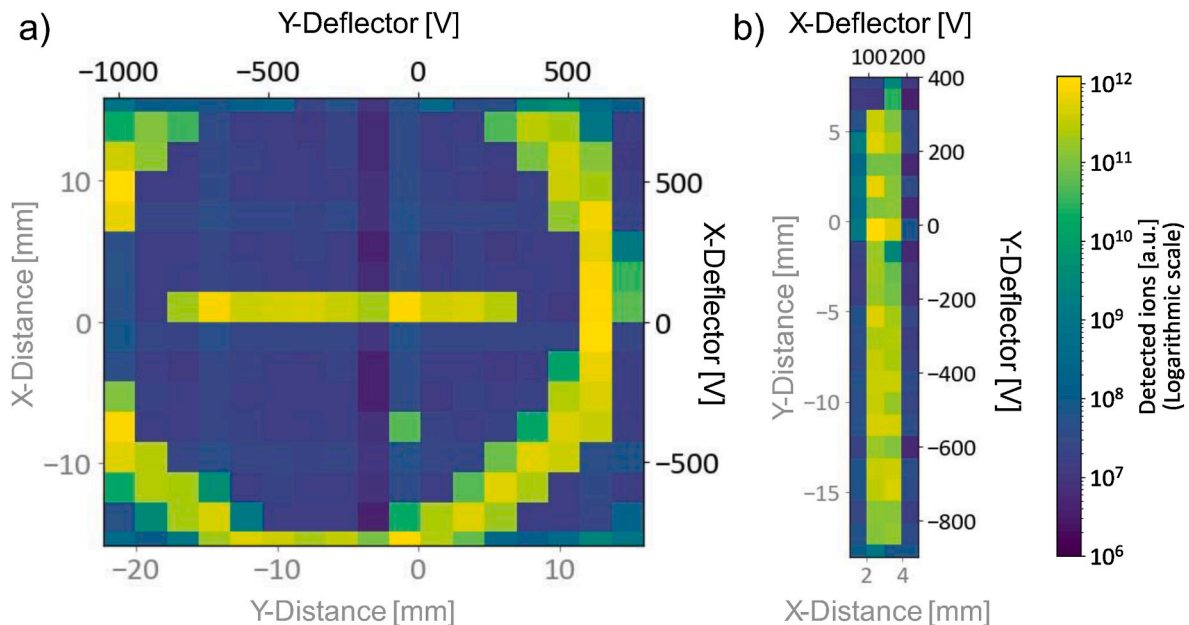 a)
Y-Deflector [V]
−1000 −500 0 500
10
0
−10
X-Distance [mm]
500
0
−500
X-Deflector [V]
−20 −10 0 10
Y-Distance [mm]
b)
X-Deflector [V]
100 200
5
0
−5
−10
−15
Y-Distance [mm]
400
200
0
−200
−400
−600
−800
Y-Deflector [V]
2 4
X-Distance [mm]
10¹²
10¹¹
10¹⁰
10⁹
10⁸
10⁷
10⁶
Detected ions [a.u.]
(Logarithmic scale)